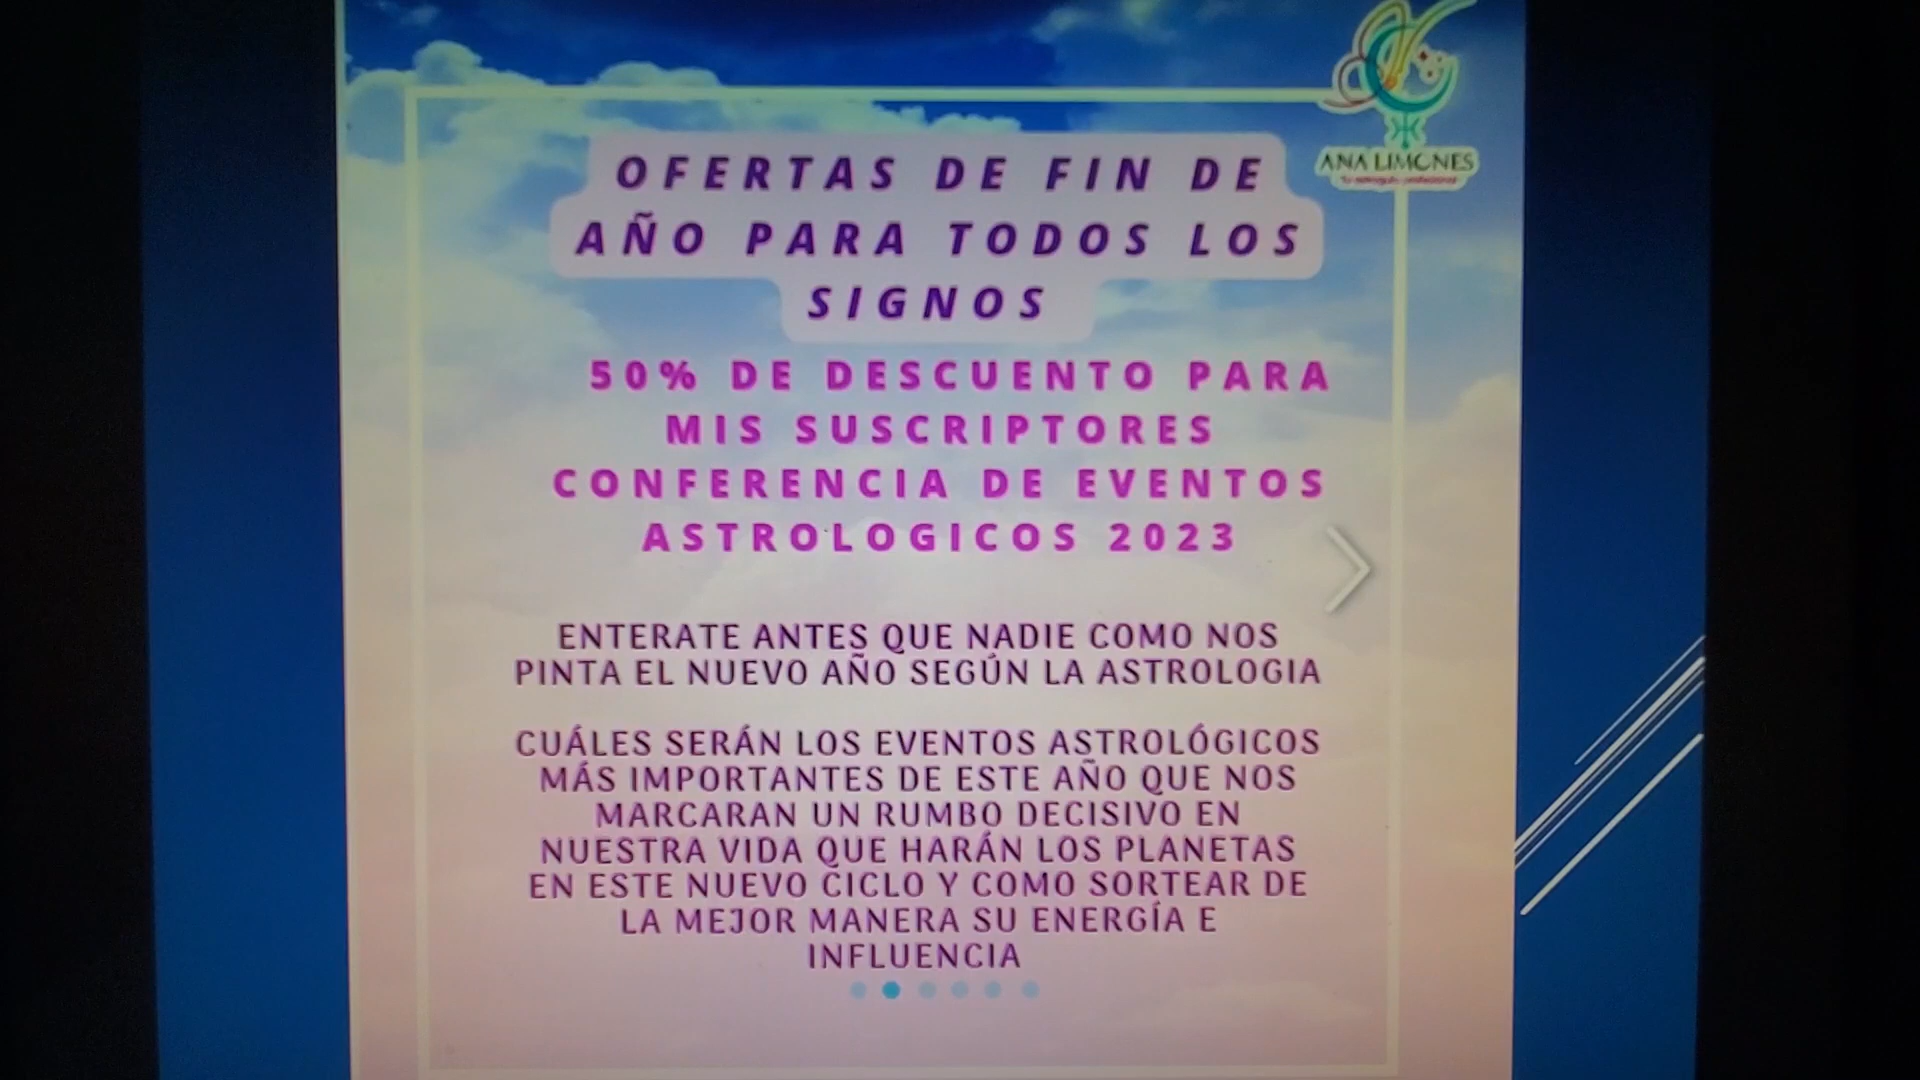 ANA LIMONES
OFERTAS DE FIN DE
AÑO PARA TODOS LOS
SIGNOS
50% DE DESCUENTO PARA
MIS SUSCRIPTORES
CONFERENCIA DE EVENTOS
ASTROLOGICOS 2023
ENTERATE ANTES QUE NADIE COMO NOS
PINTA EL NUEVO AÑO SEGÚN LA ASTROLOGIA
CUÁLES SERÁN LOS EVENTOS ASTROLÓGICOS
MÁS IMPORTANTES DE ESTE AÑO QUE NOS
MARCARAN UN RUMBO DECISIVO EN
NUESTRA VIDA QUE HARÁN LOS PLANETAS
EN ESTE NUEVO CICLO Y COMO SORTEAR DE
LA MEJOR MANERA SU ENERGÍA E
INFLUENCIA